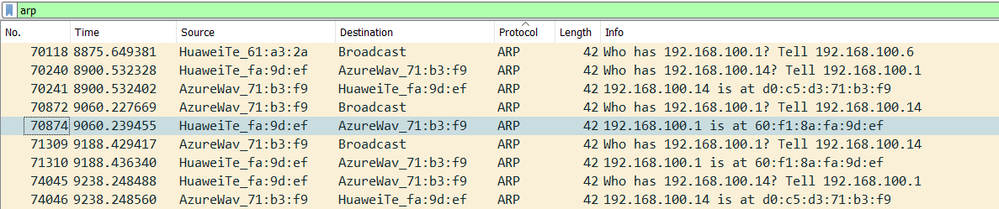 arp
No. Time Source Destination Protocol Length Info
70118 8875.649381 HuaweiTe_61:a3:2a Broadcast ARP 42 Who has 192.168.100.1? Tell 192.168.100.6
70240 8900.532328 HuaweiTe_fa:9d:ef AzureWav_71:b3:f9 ARP 42 Who has 192.168.100.14? Tell 192.168.100.1
70241 8900.532402 AzureWav_71:b3:f9 HuaweiTe_fa:9d:ef ARP 42 192.168.100.14 is at d0:c5:d3:71:b3:f9
70872 9060.227669 AzureWav_71:b3:f9 Broadcast ARP 42 Who has 192.168.100.1? Tell 192.168.100.14
70874 9060.239455 HuaweiTe_fa:9d:ef AzureWav_71:b3:f9 ARP 42 192.168.100.1 is at 60:f1:8a:fa:9d:ef
71309 9188.429417 AzureWav_71:b3:f9 Broadcast ARP 42 Who has 192.168.100.1? Tell 192.168.100.14
71310 9188.436340 HuaweiTe_fa:9d:ef AzureWav_71:b3:f9 ARP 42 192.168.100.1 is at 60:f1:8a:fa:9d:ef
74045 9238.248488 HuaweiTe_fa:9d:ef AzureWav_71:b3:f9 ARP 42 Who has 192.168.100.14? Tell 192.168.100.1
74046 9238.248560 AzureWav_71:b3:f9 HuaweiTe_fa:9d:ef ARP 42 192.168.100.14 is at d0:c5:d3:71:b3:f9